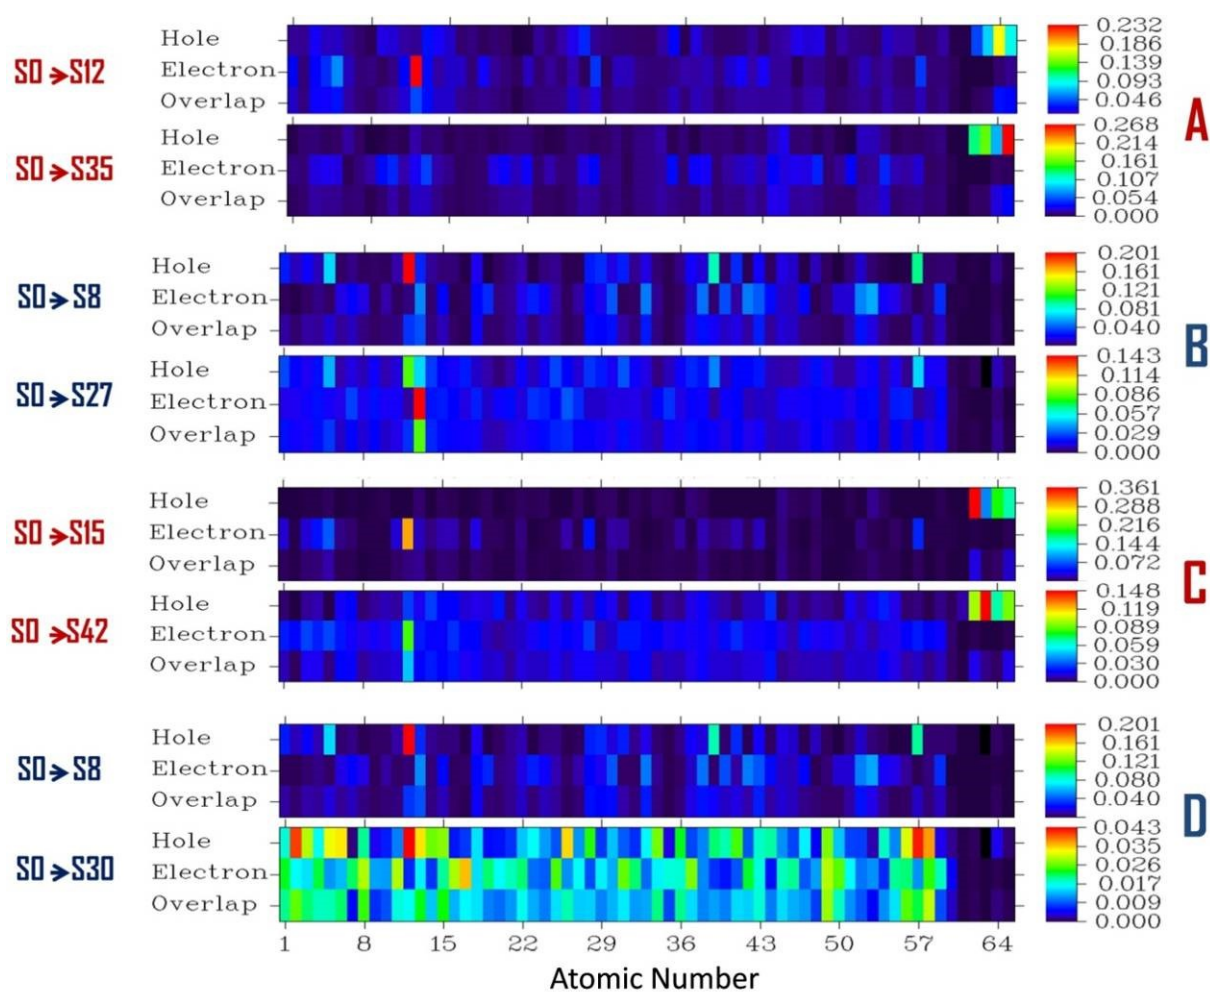 Hole 0.232
0.186
S0 → S12 Electron 0.139
0.093
Overlap 0.046
A
Hole 0.268
0.214
S0 → S35 Electron 0.161
0.107
Overlap 0.054
0.000
Hole 0.201
0.161
S0 → S8 Electron 0.121
0.081
Overlap 0.040
B
Hole 0.143
0.114
S0 → S27 Electron 0.086
0.057
Overlap 0.029
0.000
Hole 0.361
0.288
S0 → S15 Electron 0.216
0.144
Overlap 0.072
C
Hole 0.148
0.119
S0 → S42 Electron 0.089
0.059
Overlap 0.030
0.000
Hole 0.201
0.161
S0 → S8 Electron 0.121
0.080
Overlap 0.040
D
Hole 0.043
0.035
S0 → S30 Electron 0.026
0.017
Overlap 0.009
0.000
1 8 15 22 29 36 43 50 57 64
Atomic Number